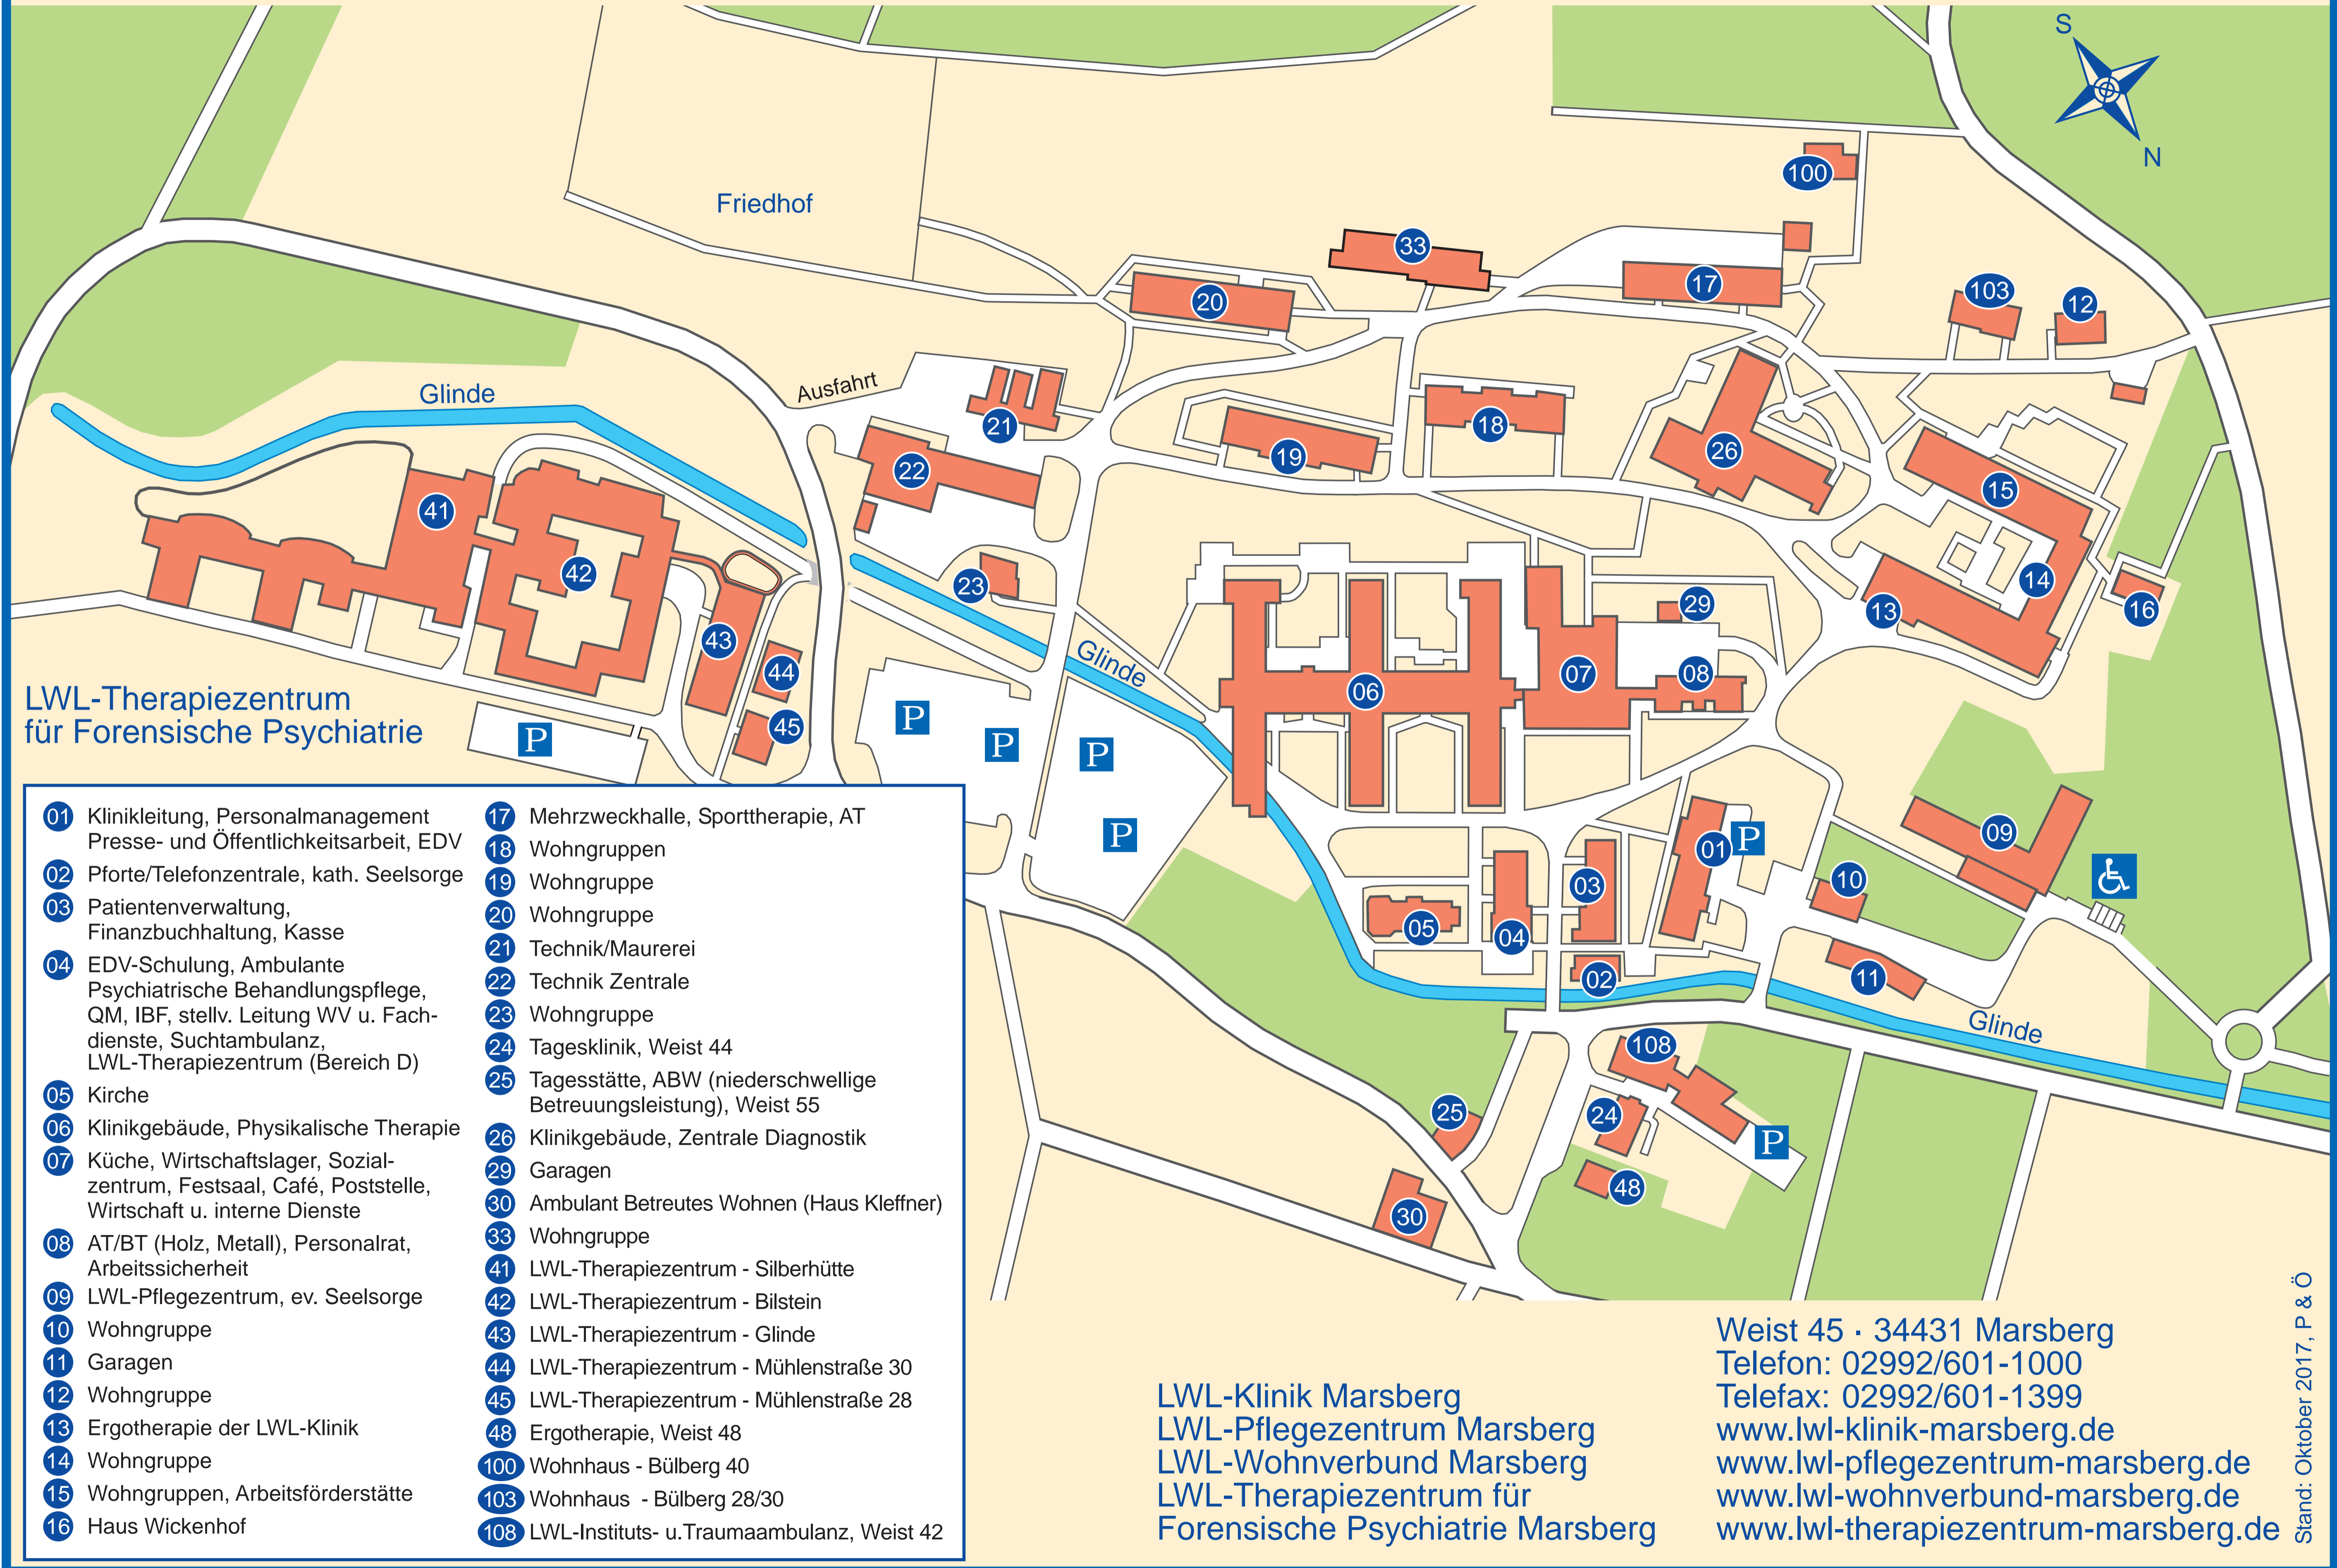 S
N
100
Friedhof
33
20
17
103
12
Ausfahrt
Glinde
21
18
19
22
26
15
41
42
23
14
13
16
29
43
44
45
Glinde
06
07
08
LWL-Therapiezentrum
für Forensische Psychiatrie
P
P
P
P
P
01
P
09
10
03
05
04
02
11
Glinde
108
25
24
P
48
30
01 Klinikleitung, Personalmanagement
Presse- und Öffentlichkeitsarbeit, EDV
02 Pforte/Telefonzentrale, kath. Seelsorge
03 Patientenverwaltung,
Finanzbuchhaltung, Kasse
04 EDV-Schulung, Ambulante
Psychiatrische Behandlungspflege,
QM, IBF, stellv. Leitung WV u. Fach-
dienste, Suchtambulanz,
LWL-Therapiezentrum (Bereich D)
05 Kirche
06 Klinikgebäude, Physikalische Therapie
07 Küche, Wirtschaftslager, Sozial-
zentrum, Festsaal, Café, Poststelle,
Wirtschaft u. interne Dienste
08 AT/BT (Holz, Metall), Personalrat,
Arbeitssicherheit
09 LWL-Pflegezentrum, ev. Seelsorge
10 Wohngruppe
11 Garagen
12 Wohngruppe
13 Ergotherapie der LWL-Klinik
14 Wohngruppe
15 Wohngruppen, Arbeitsförderstätte
16 Haus Wickenhof
17 Mehrzweckhalle, Sporttherapie, AT
18 Wohngruppen
19 Wohngruppe
20 Wohngruppe
21 Technik/Maurerei
22 Technik Zentrale
23 Wohngruppe
24 Tagesklinik, Weist 44
25 Tagesstätte, ABW (niederschwellige
Betreuungsleistung), Weist 55
26 Klinikgebäude, Zentrale Diagnostik
29 Garagen
30 Ambulant Betreutes Wohnen (Haus Kleffner)
33 Wohngruppe
41 LWL-Therapiezentrum - Silberhütte
42 LWL-Therapiezentrum - Bilstein
43 LWL-Therapiezentrum - Glinde
44 LWL-Therapiezentrum - Mühlenstraße 30
45 LWL-Therapiezentrum - Mühlenstraße 28
48 Ergotherapie, Weist 48
100 Wohnhaus - Bülberg 40
103 Wohnhaus - Bülberg 28/30
108 LWL-Instituts- u.Traumaambulanz, Weist 42
LWL-Klinik Marsberg
LWL-Pflegezentrum Marsberg
LWL-Wohnverbund Marsberg
LWL-Therapiezentrum für
Forensische Psychiatrie Marsberg
Weist 45 · 34431 Marsberg
Telefon: 02992/601-1000
Telefax: 02992/601-1399
www.lwl-klinik-marsberg.de
www.lwl-pflegezentrum-marsberg.de
www.lwl-wohnverbund-marsberg.de
www.lwl-therapiezentrum-marsberg.de
Stand: Oktober 2017, P & Ö